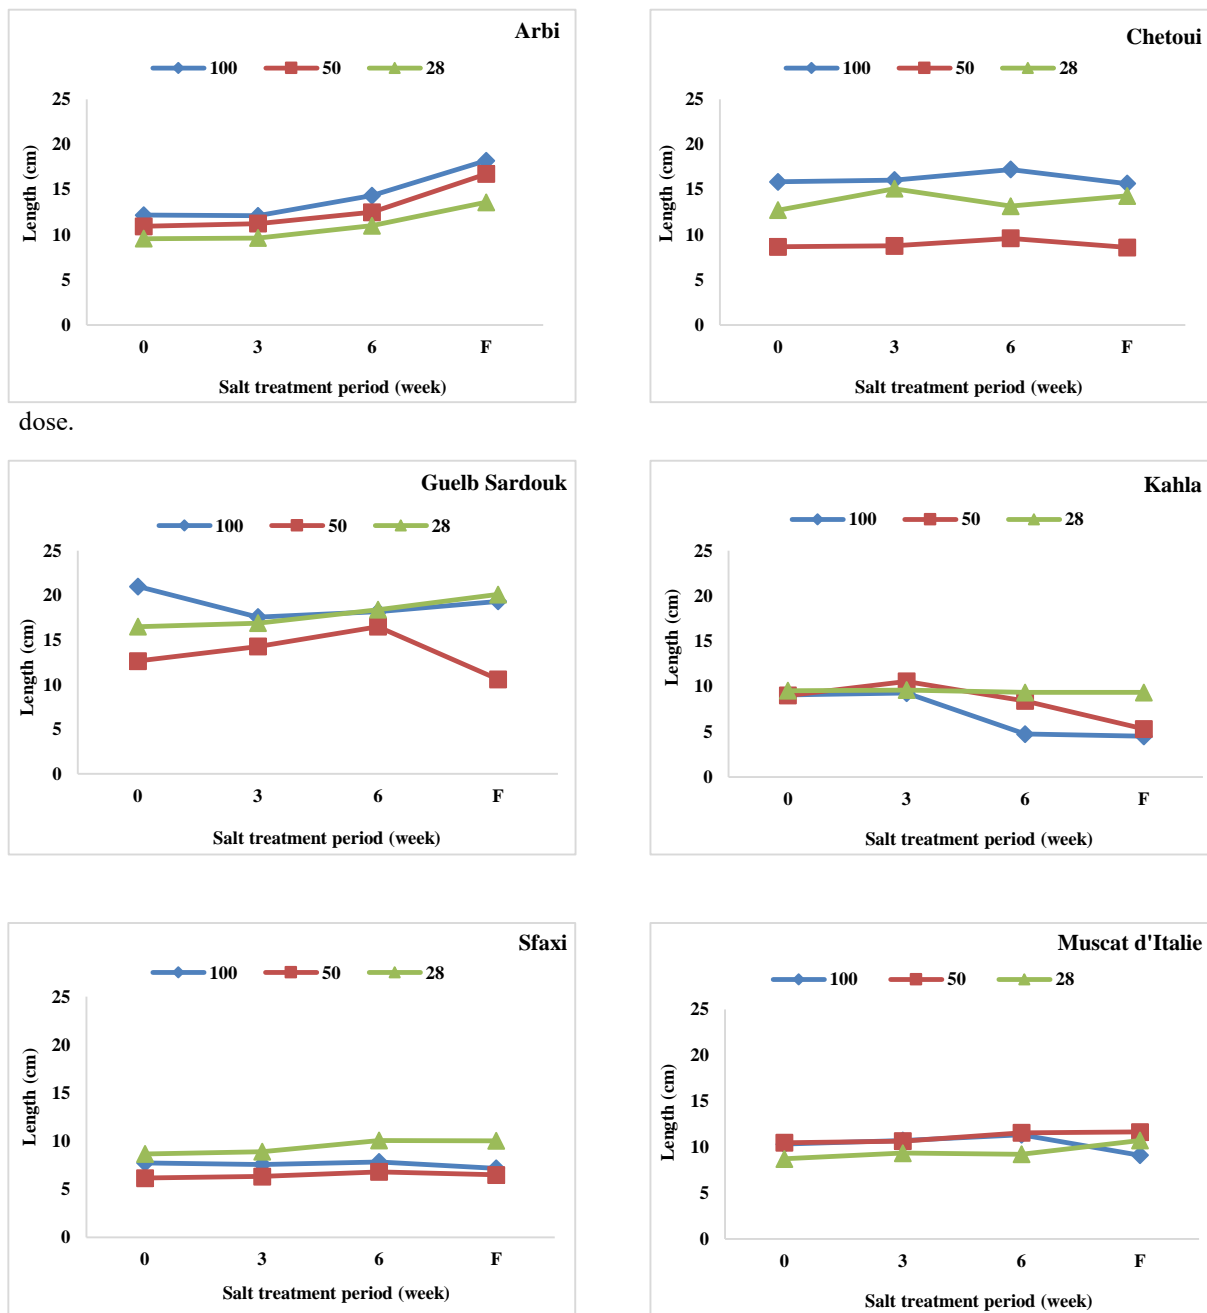 Arbi
100 50 28
25
20
15
10
5
0
Length (cm)
0 3 6 F
Salt treatment period (week)
Chetoui
100 50 28
25
20
15
10
5
0
Length (cm)
0 3 6 F
Salt treatment period (week)
dose.
Guelb Sardouk
100 50 28
25
20
15
10
5
0
Length (cm)
0 3 6 F
Salt treatment period (week)
Kahla
100 50 28
25
20
15
10
5
0
Length (cm)
0 3 6 F
Salt treatment period (week)
Sfaxi
100 50 28
25
20
15
10
5
0
Length (cm)
0 3 6 F
Salt treatment period (week)
Muscat d'Italie
100 50 28
25
20
15
10
5
0
Length (cm)
0 3 6 F
Salt treatment period (week)